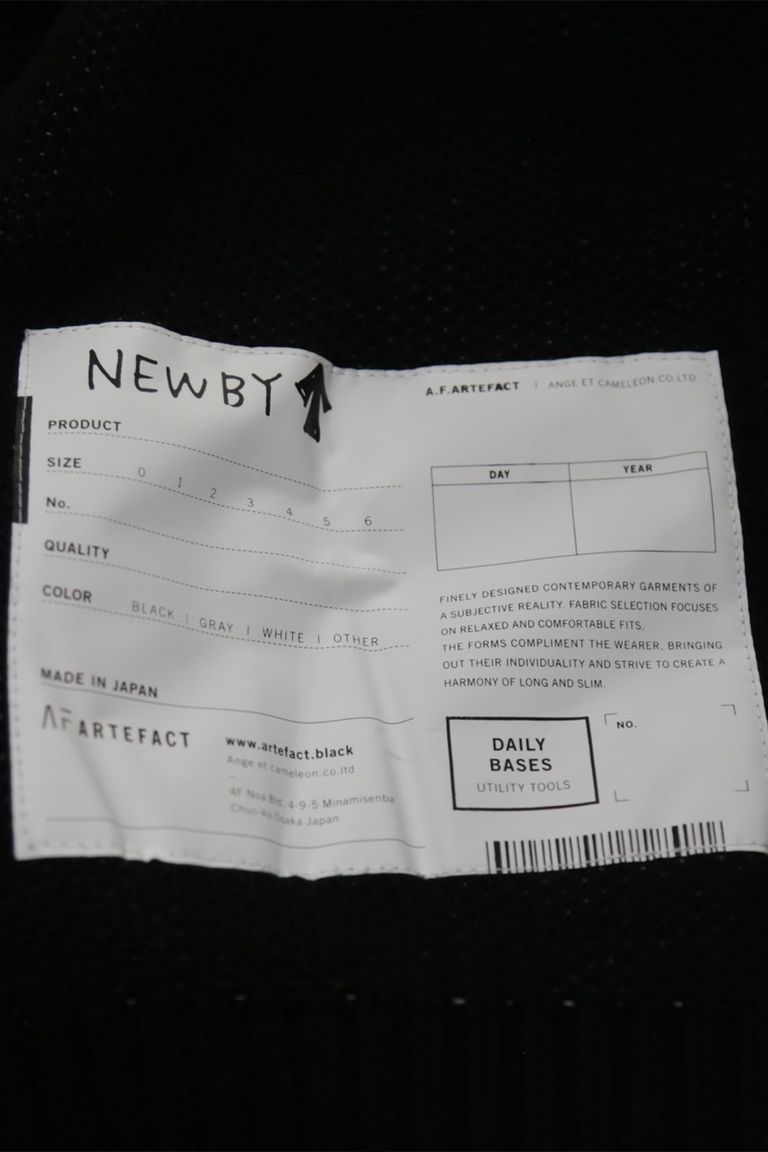 NEWBY
PRODUCT
SIZE 0 1 2 3 4 5 6
No.
QUALITY
COLOR BLACK | GRAY | WHITE | OTHER
MADE IN JAPAN
AF ARTEFACT
www.artefact.black
Ange et cameleon.co.ltd
4F Noa Bld. 4-9-5 Minamisenba
Chuo-ku Osaka Japan
A.F.ARTEFACT | ANGE ET CAMELEON CO.LTD
DAY YEAR
FINELY DESIGNED CONTEMPORARY GARMENTS OF
A SUBJECTIVE REALITY. FABRIC SELECTION FOCUSES
ON RELAXED AND COMFORTABLE FITS.
THE FORMS COMPLIMENT THE WEARER, BRINGING
OUT THEIR INDIVIDUALITY AND STRIVE TO CREATE A
HARMONY OF LONG AND SLIM.
DAILY
BASES
UTILITY TOOLS
NO.